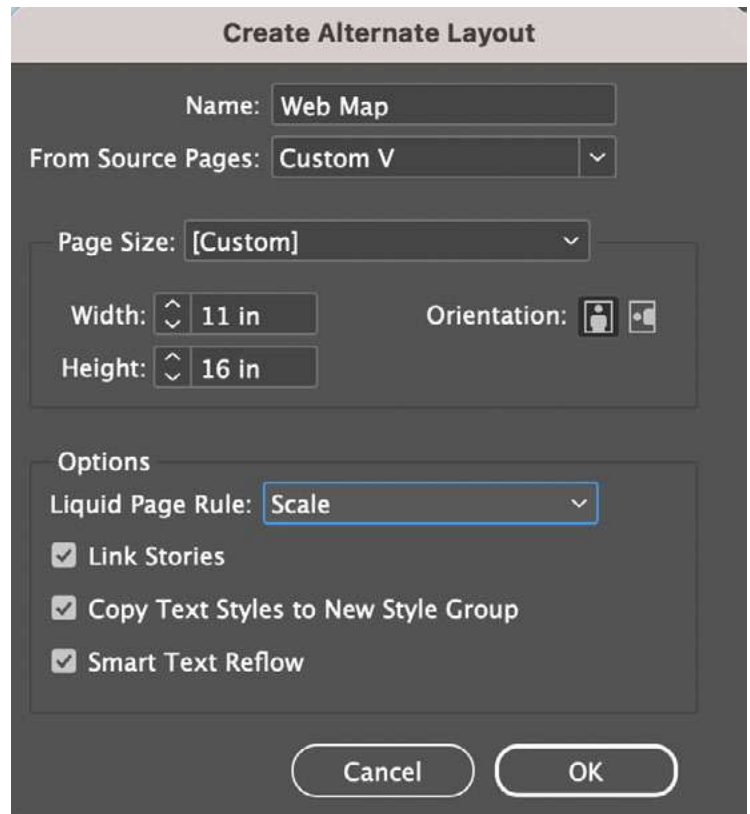 Create Alternate Layout
Name: Web Map
From Source Pages: Custom V
Page Size: [Custom]
Width: 11 in
Orientation:
Height: 16 in
Options
Liquid Page Rule: Scale
Link Stories
Copy Text Styles to New Style Group
Smart Text Reflow
Cancel
OK